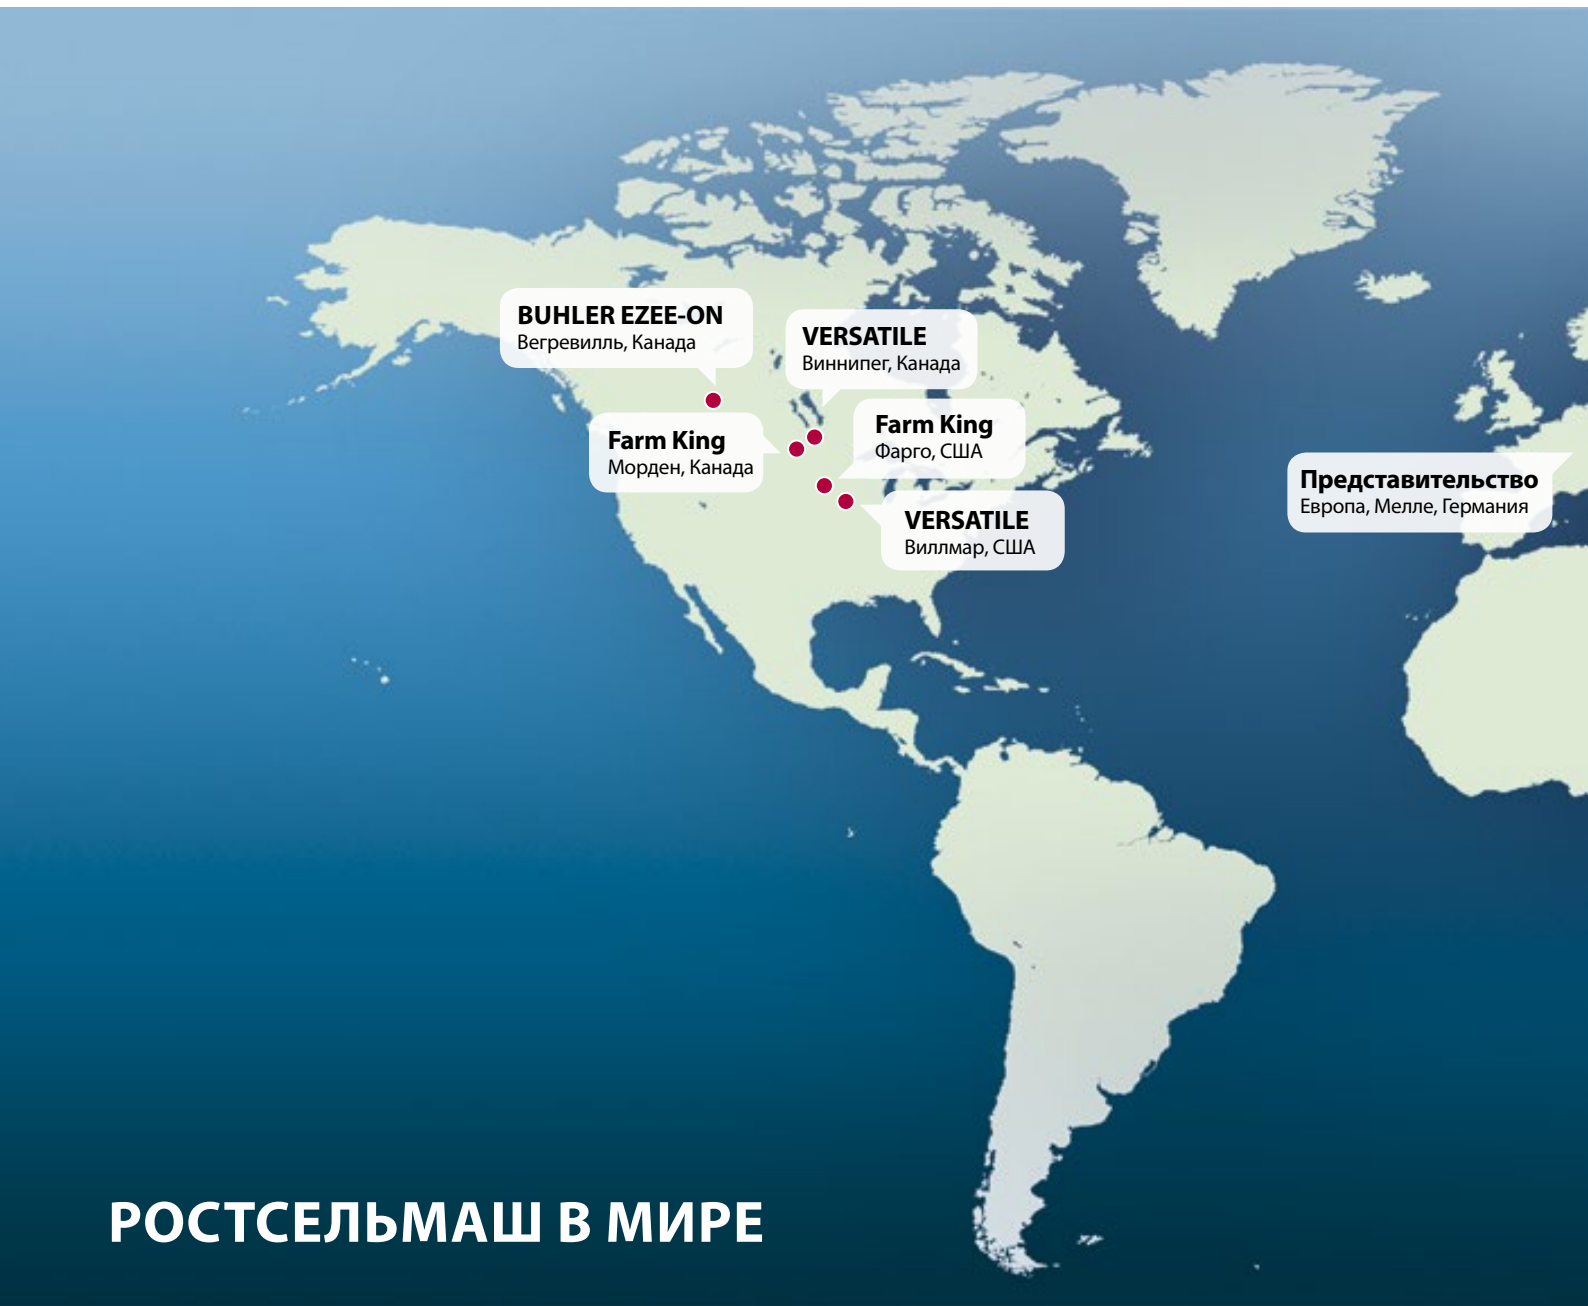 BUHLER EZEE-ON
Вегревилль, Канада
VERSATILE
Виннипег, Канада
Farm King
Морден, Канада
Farm King
Фарго, США
VERSATILE
Виллмар, США
Представительство
Европа, Мелле, Германия
РОСТСЕЛЬМАШ В МИРЕ